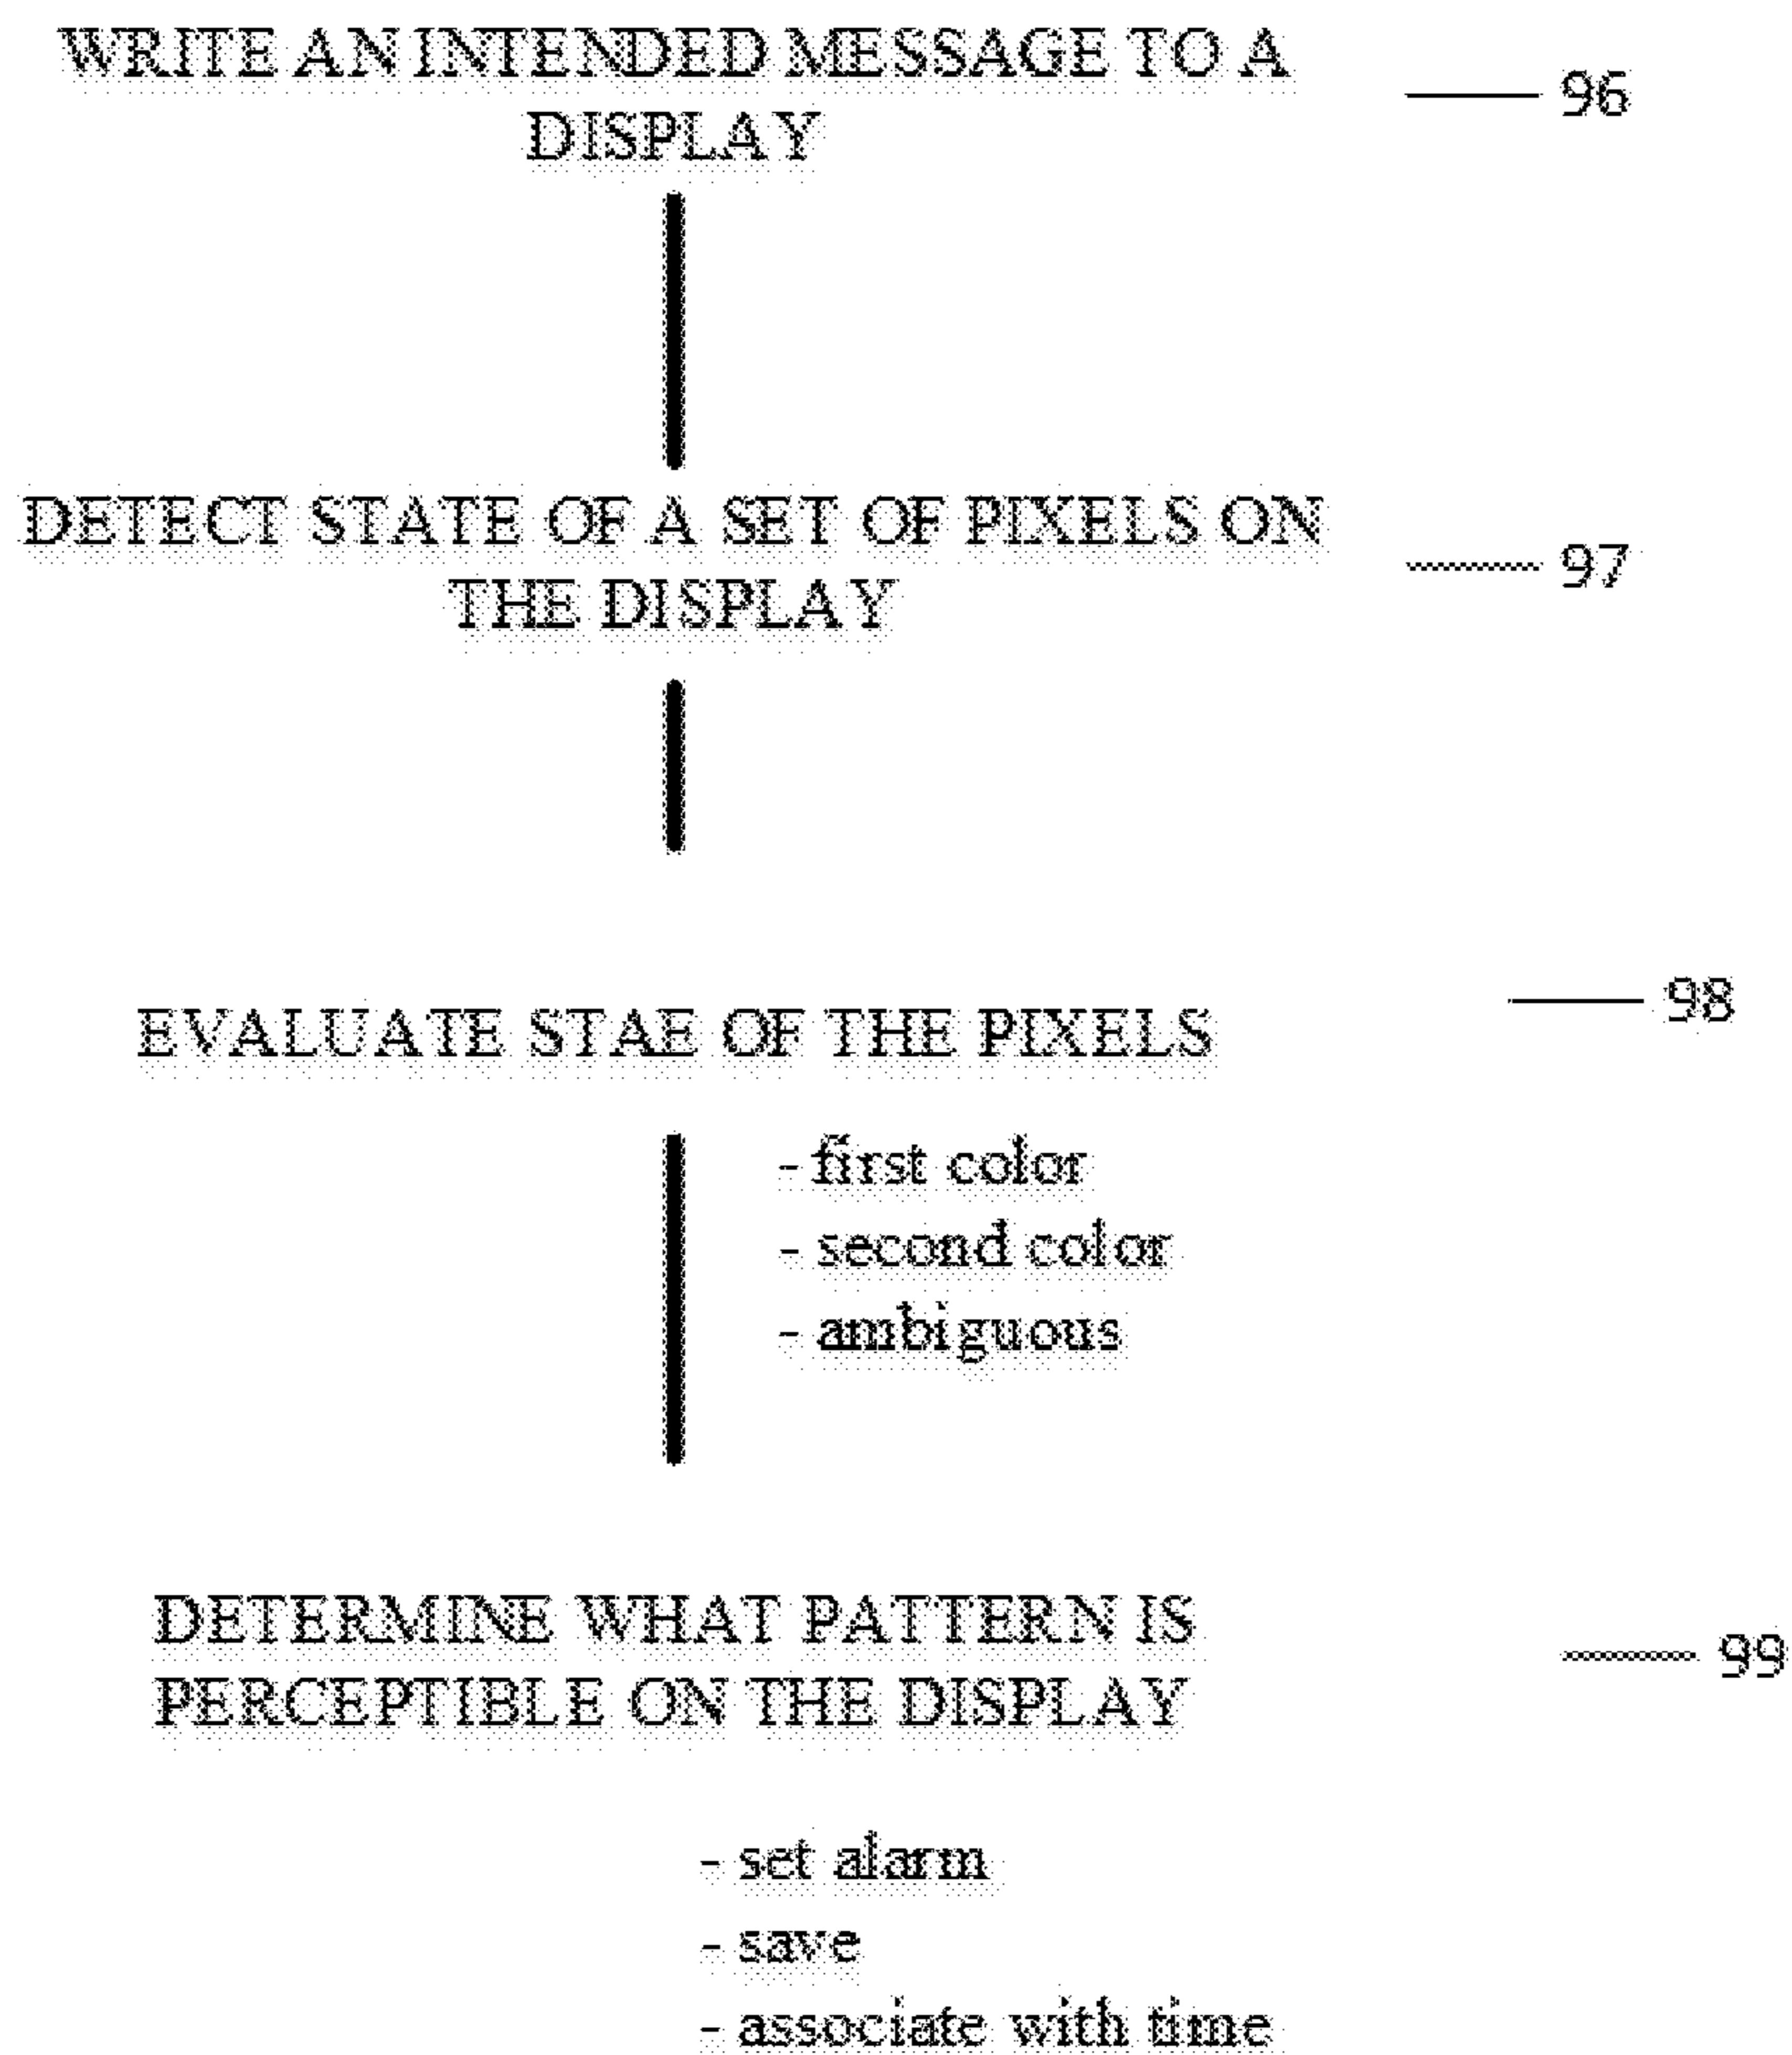 WRITE AN INTENDED MESSAGE TO A
DISPLAY
96
DETECT STATE OF A SET OF PIXELS ON
THE DISPLAY
97
EVALUATE STAE OF THE PIXELS
98
- first color
- second color
- ambiguous
DETERMINE WHAT PATTERN IS
PERCEPTIBLE ON THE DISPLAY
99
- set alarm
- save
- associate with time